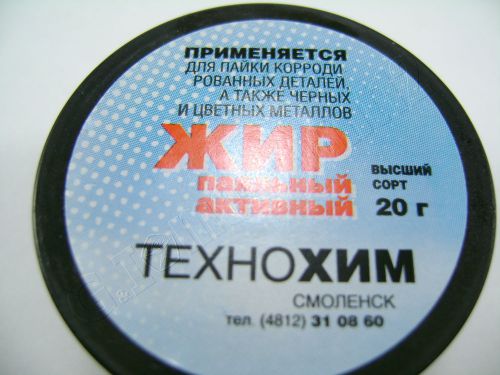 ПРИМЕНЯЕТСЯ
ДЛЯ ПАЙКИ КОРРОДИ
РОВАННЫХ ДЕТАЛЕЙ,
А ТАКЖЕ ЧЕРНЫХ
И ЦВЕТНЫХ МЕТАЛЛОВ
ЖИР
паяльный
активный
ВЫСШИЙ
СОРТ
20 г
ТЕХНОХИМ
СМОЛЕНСК
тел. (4812) 31 08 60